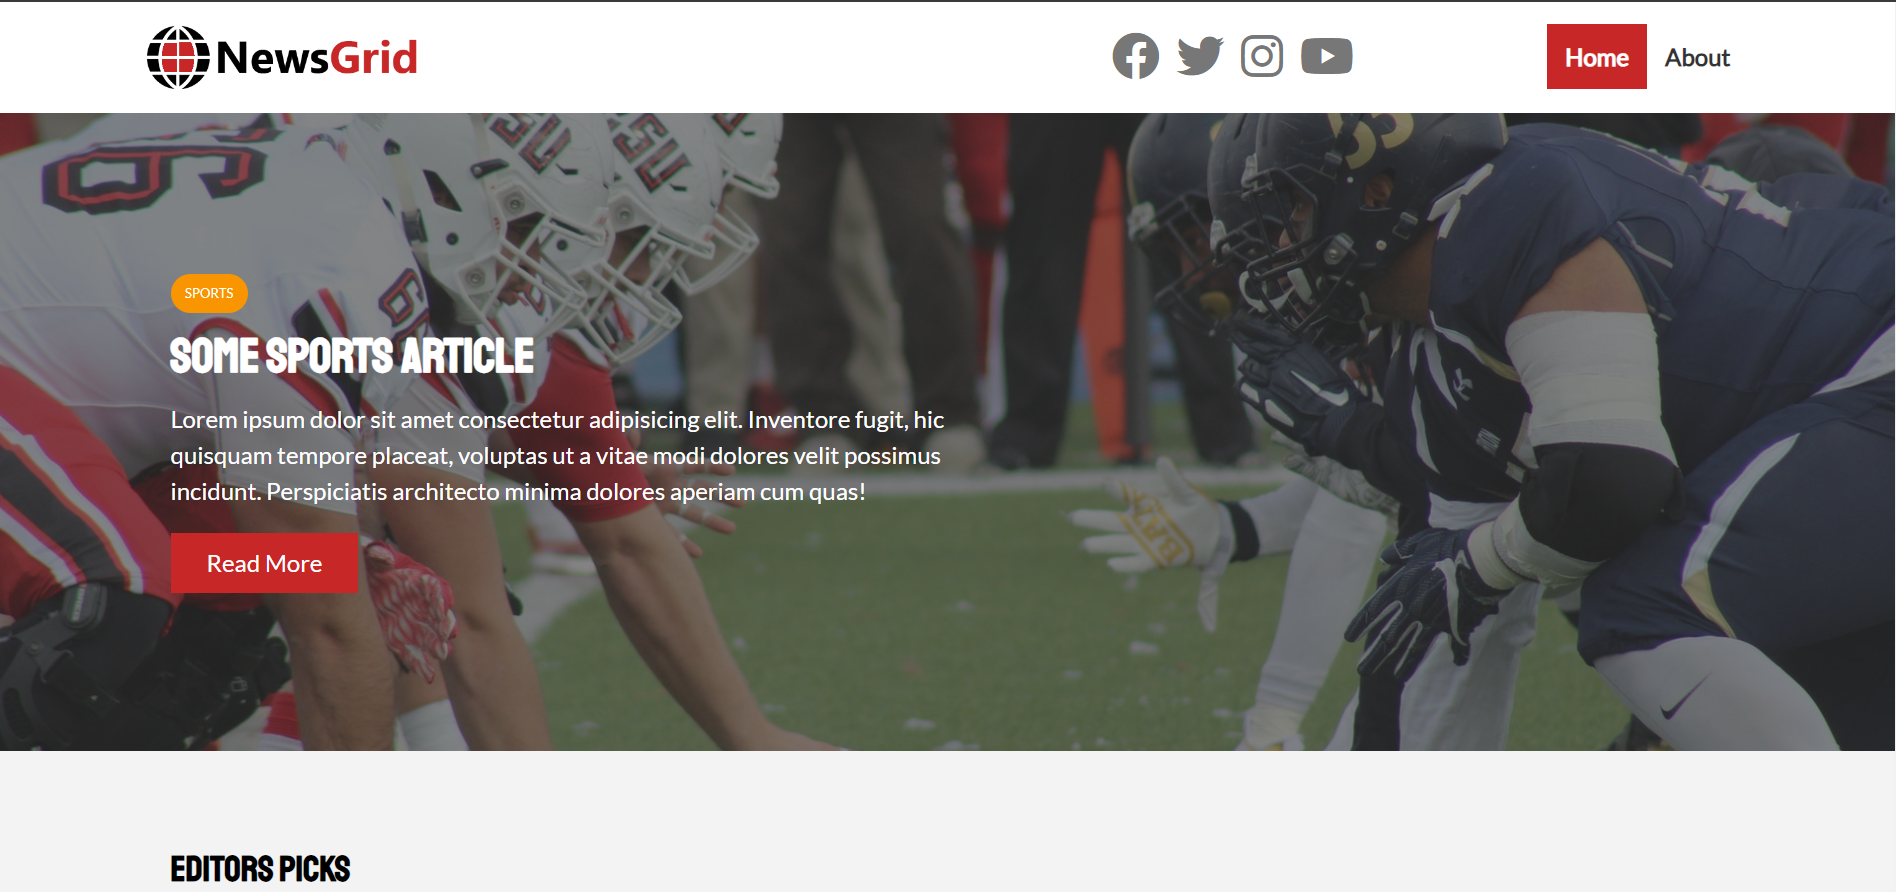 NewsGrid
Home
About
SPORTS
SOME SPORTS ARTICLE
Lorem ipsum dolor sit amet consectetur adipisicing elit. Inventore fugit, hic
quisquam tempore placeat, voluptas ut a vitae modi dolores velit possimus
incidunt. Perspiciatis architecto minima dolores aperiam cum quas!
Read More
EDITORS PICKS